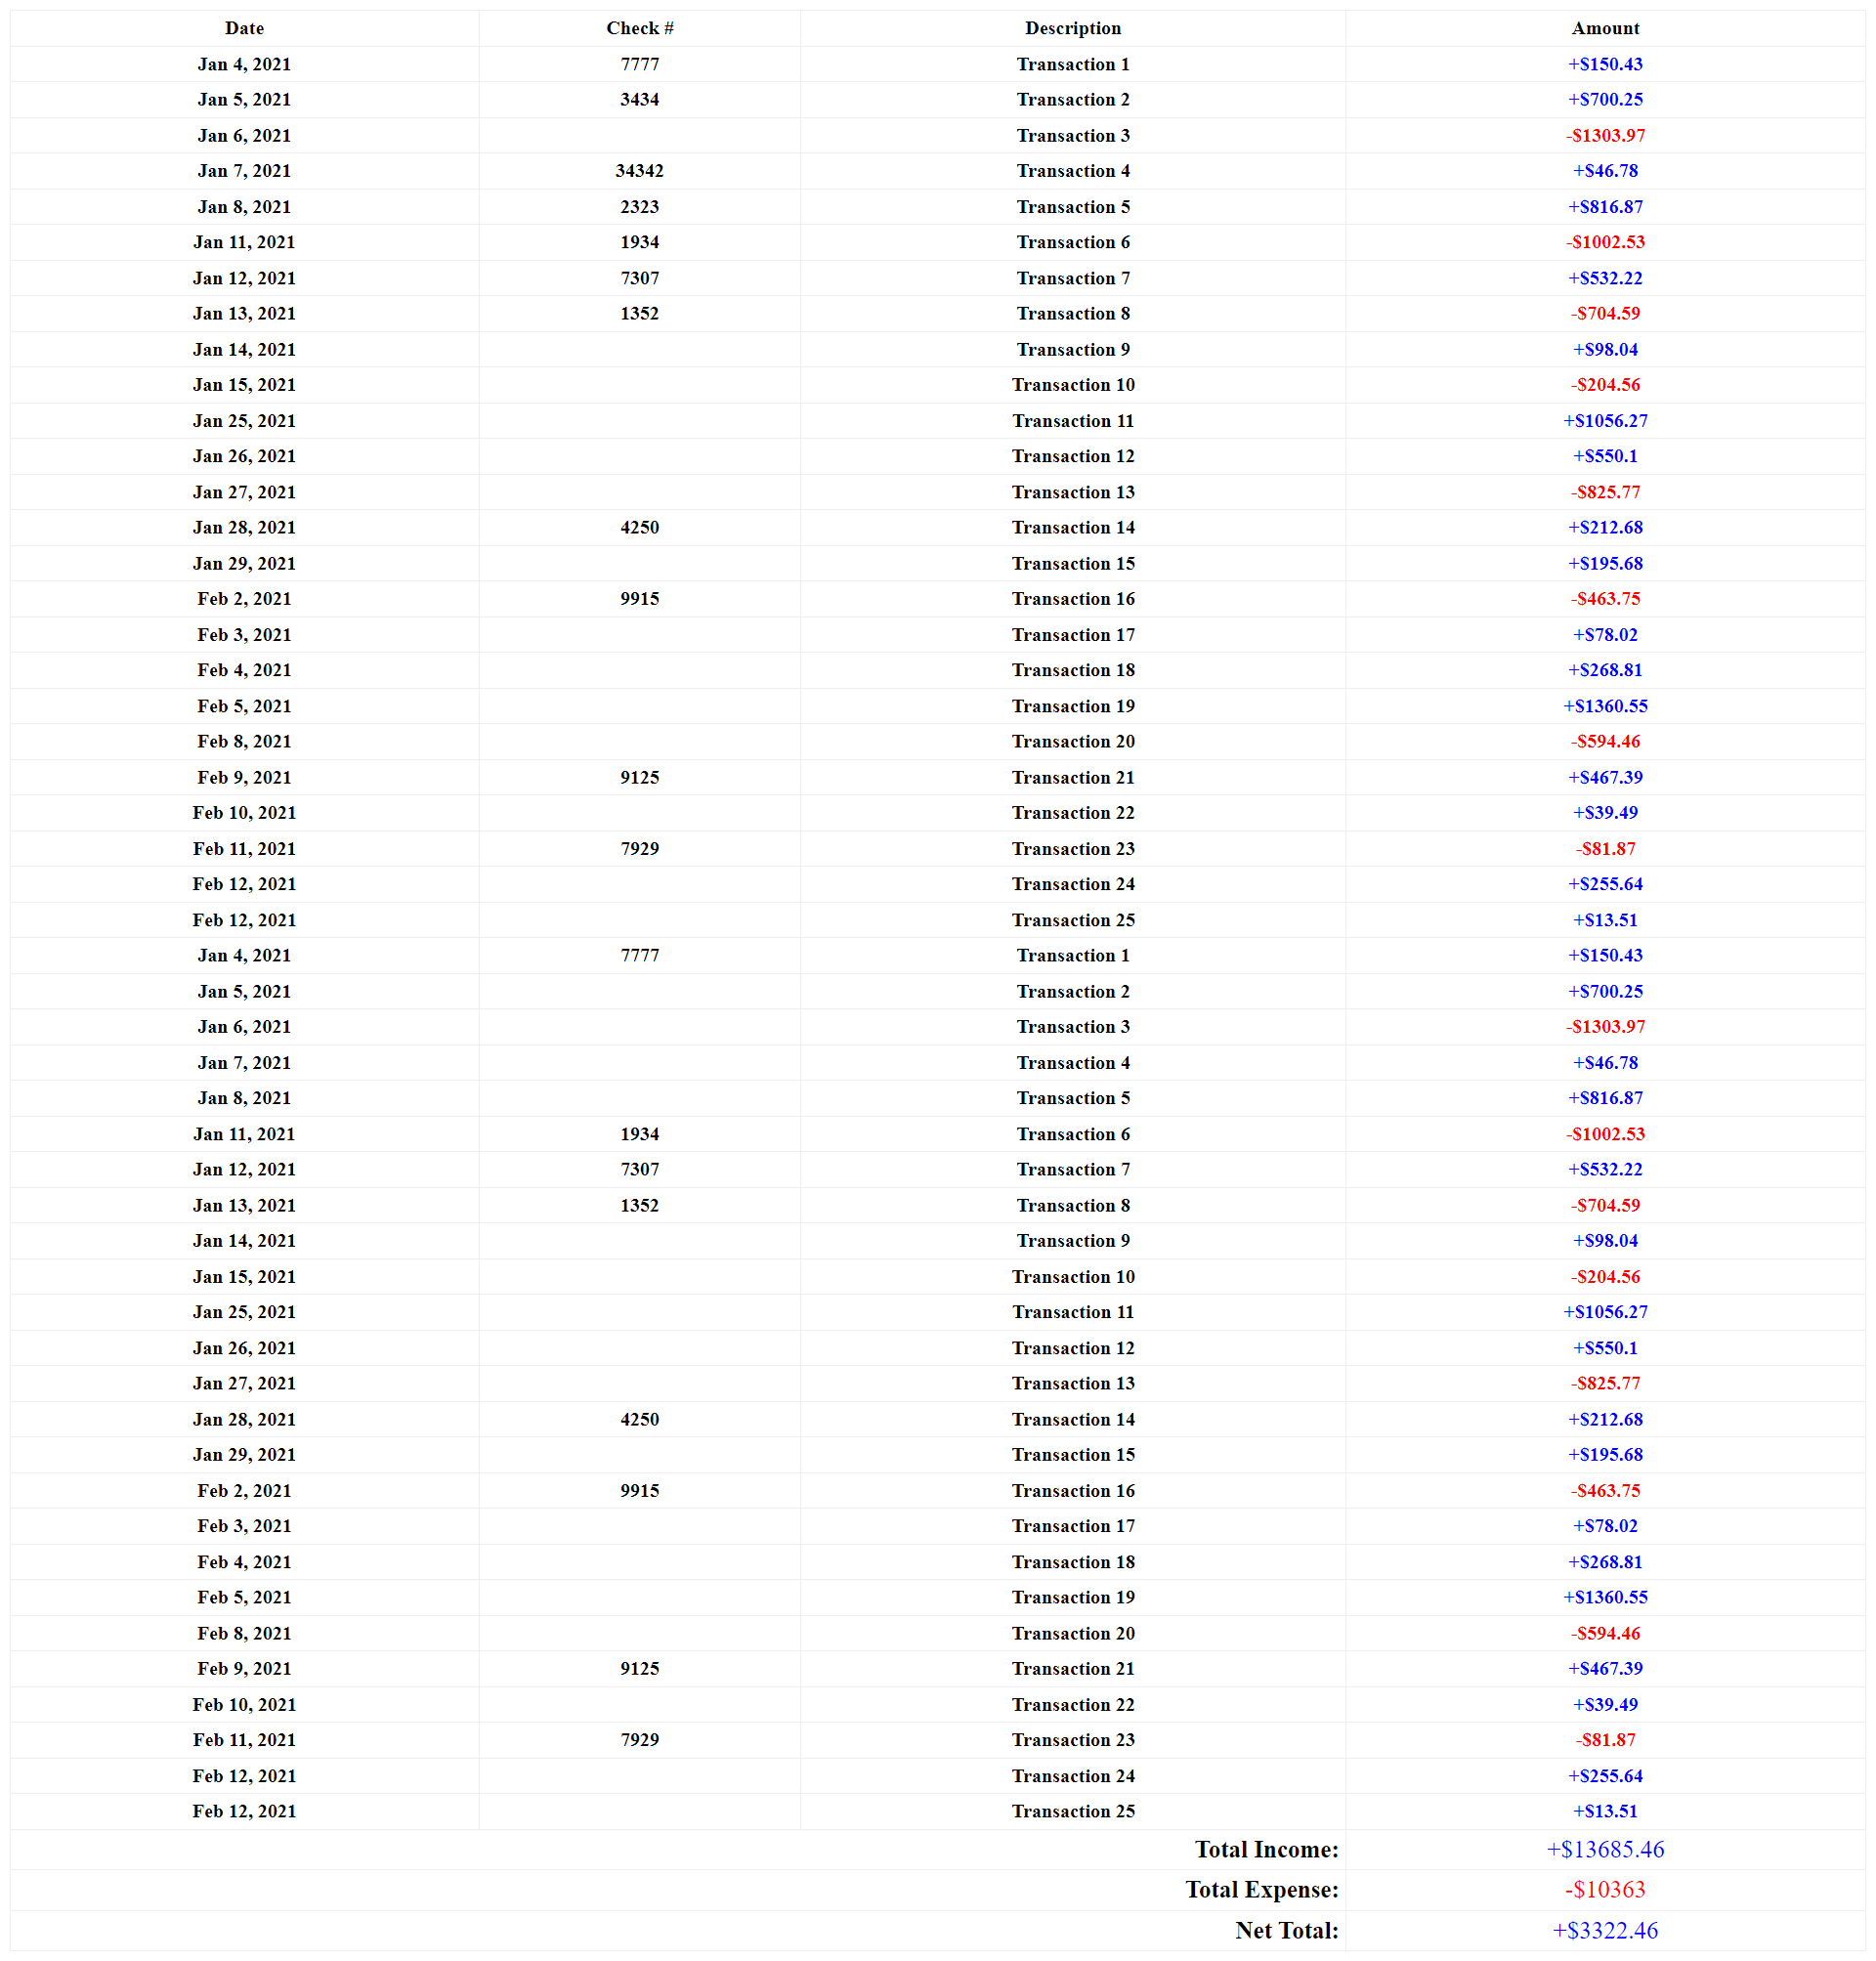 Date Check # Description Amount
Jan 4, 2021 7777 Transaction 1 +$150.43
Jan 5, 2021 3434 Transaction 2 +$700.25
Jan 6, 2021 Transaction 3 -$1303.97
Jan 7, 2021 34342 Transaction 4 +$46.78
Jan 8, 2021 2323 Transaction 5 +$816.87
Jan 11, 2021 1934 Transaction 6 -$1002.53
Jan 12, 2021 7307 Transaction 7 +$532.22
Jan 13, 2021 1352 Transaction 8 -$704.59
Jan 14, 2021 Transaction 9 +$98.04
Jan 15, 2021 Transaction 10 -$204.56
Jan 25, 2021 Transaction 11 +$1056.27
Jan 26, 2021 Transaction 12 +$550.1
Jan 27, 2021 Transaction 13 -$825.77
Jan 28, 2021 4250 Transaction 14 +$212.68
Jan 29, 2021 Transaction 15 +$195.68
Feb 2, 2021 9915 Transaction 16 -$463.75
Feb 3, 2021 Transaction 17 +$78.02
Feb 4, 2021 Transaction 18 +$268.81
Feb 5, 2021 Transaction 19 +$1360.55
Feb 8, 2021 Transaction 20 -$594.46
Feb 9, 2021 9125 Transaction 21 +$467.39
Feb 10, 2021 Transaction 22 +$39.49
Feb 11, 2021 7929 Transaction 23 -$81.87
Feb 12, 2021 Transaction 24 +$255.64
Feb 12, 2021 Transaction 25 +$13.51
Jan 4, 2021 7777 Transaction 1 +$150.43
Jan 5, 2021 Transaction 2 +$700.25
Jan 6, 2021 Transaction 3 -$1303.97
Jan 7, 2021 Transaction 4 +$46.78
Jan 8, 2021 Transaction 5 +$816.87
Jan 11, 2021 1934 Transaction 6 -$1002.53
Jan 12, 2021 7307 Transaction 7 +$532.22
Jan 13, 2021 1352 Transaction 8 -$704.59
Jan 14, 2021 Transaction 9 +$98.04
Jan 15, 2021 Transaction 10 -$204.56
Jan 25, 2021 Transaction 11 +$1056.27
Jan 26, 2021 Transaction 12 +$550.1
Jan 27, 2021 Transaction 13 -$825.77
Jan 28, 2021 4250 Transaction 14 +$212.68
Jan 29, 2021 Transaction 15 +$195.68
Feb 2, 2021 9915 Transaction 16 -$463.75
Feb 3, 2021 Transaction 17 +$78.02
Feb 4, 2021 Transaction 18 +$268.81
Feb 5, 2021 Transaction 19 +$1360.55
Feb 8, 2021 Transaction 20 -$594.46
Feb 9, 2021 9125 Transaction 21 +$467.39
Feb 10, 2021 Transaction 22 +$39.49
Feb 11, 2021 7929 Transaction 23 -$81.87
Feb 12, 2021 Transaction 24 +$255.64
Feb 12, 2021 Transaction 25 +$13.51
Total Income: +$13685.46
Total Expense: -$10363
Net Total: +$3322.46